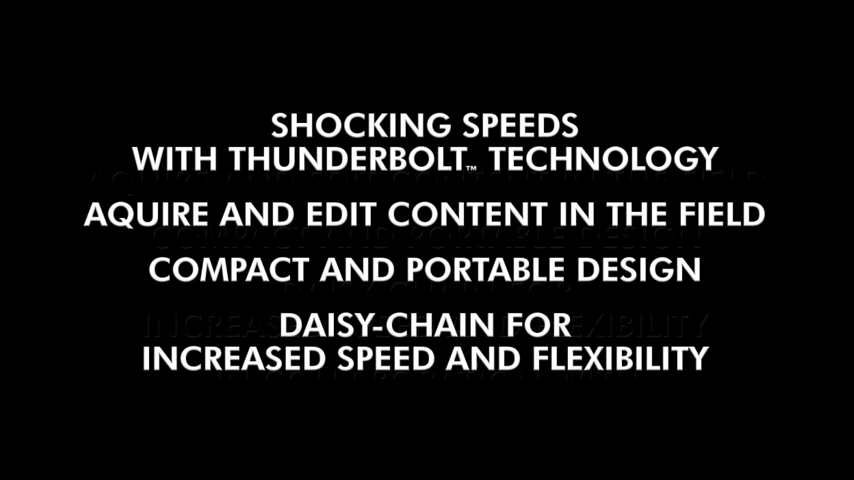 SHOCKING SPEEDS
WITH THUNDERBOLT™ TECHNOLOGY
AQUIRE AND EDIT CONTENT IN THE FIELD
COMPACT AND PORTABLE DESIGN
DAISY-CHAIN FOR
INCREASED SPEED AND FLEXIBILITY